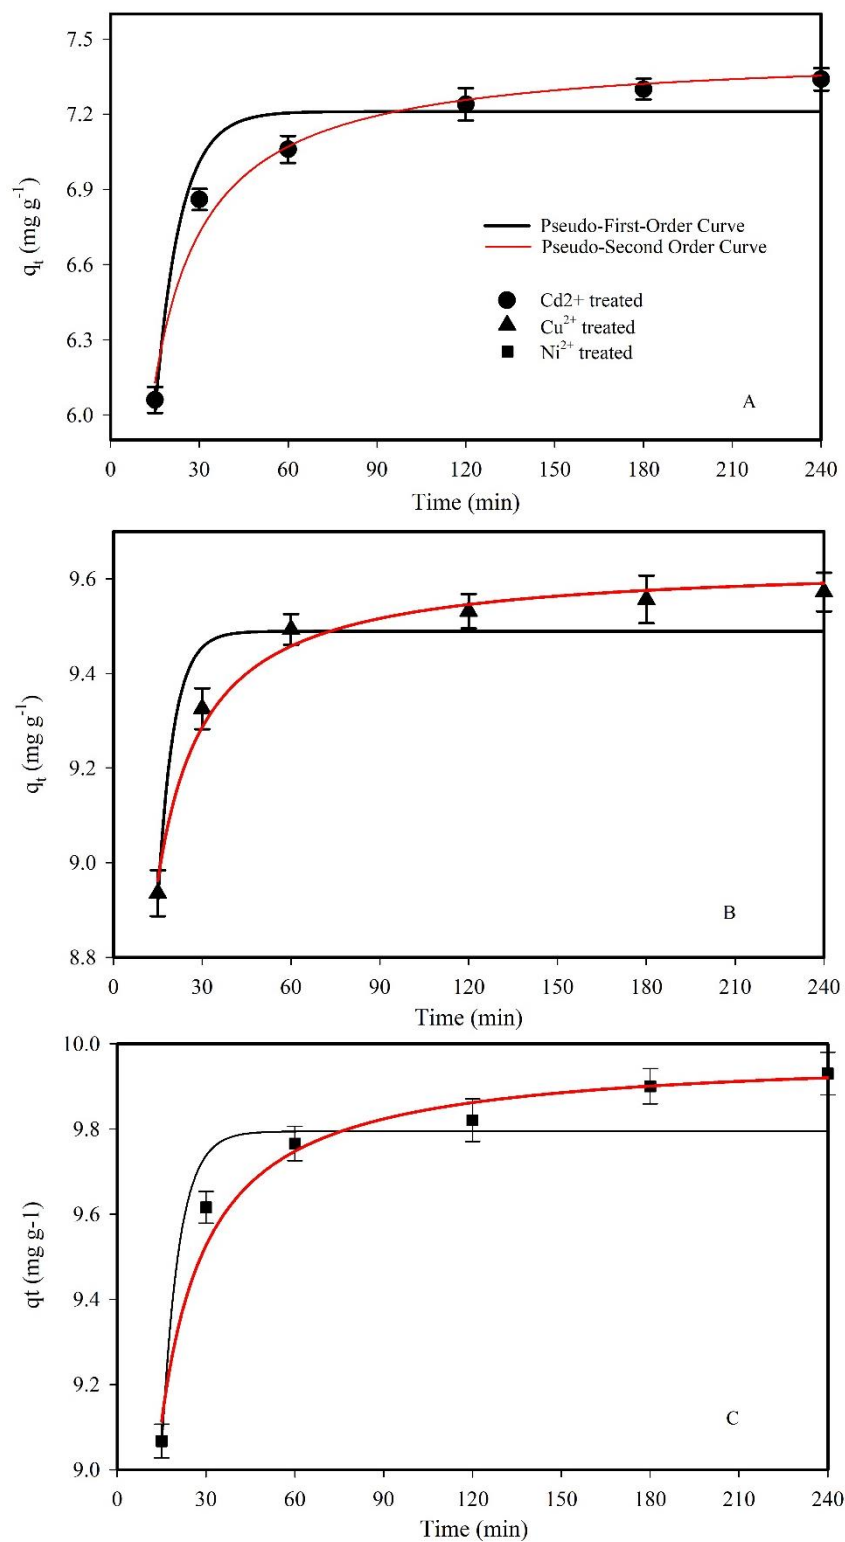 7.5
7.2
6.9
6.6
6.3
6.0
q_t (mg g^-1)
Pseudo-First-Order Curve
Pseudo-Second Order Curve
Cd2+ treated
Cu^2+ treated
Ni^2+ treated
A
0 30 60 90 120 150 180 210 240
Time (min)
9.6
9.4
9.2
9.0
8.8
q_t (mg g^-1)
B
0 30 60 90 120 150 180 210 240
Time (min)
10.0
9.8
9.6
9.4
9.2
9.0
qt (mg g-1)
C
0 30 60 90 120 150 180 210 240
Time (min)